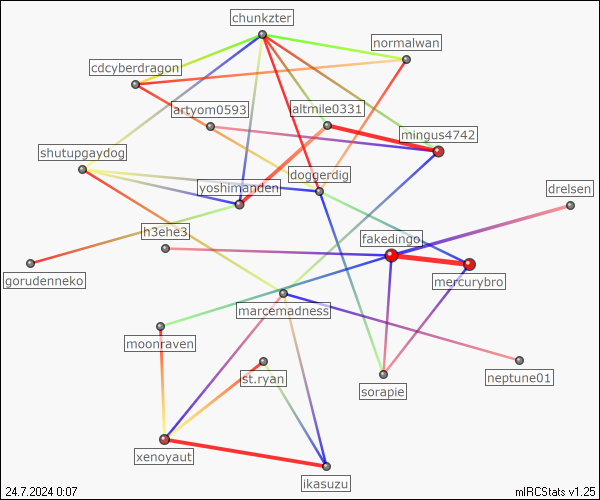 chunkzter
normalwan
cdcyberdragon
artyom0593
altmile0331
mingus4742
shutupgaydog
doggerdig
yoshimanden
drelsen
h3ehe3
fakedingo
gorudenneko
mercurybro
marcemadness
moonraven
st.ryan
neptune01
sorapie
xenoyaut
ikasuzu
24.7.2024 0:07
mIRCStats v1.25